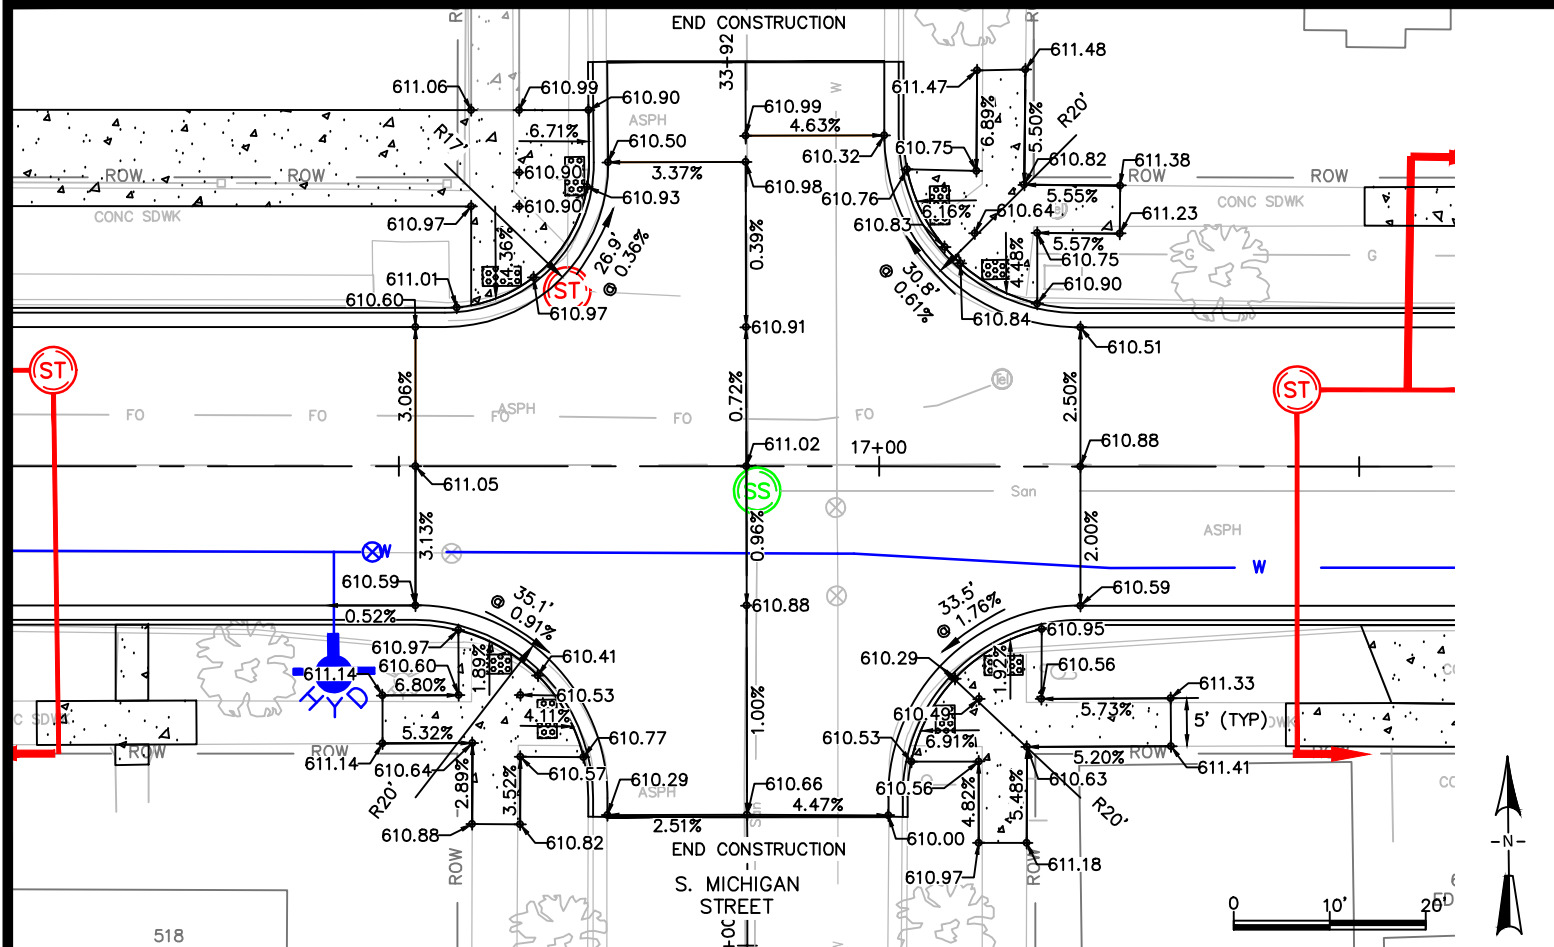 END CONSTRUCTION
33+92
611.48
611.47
611.06
610.99
610.90
ASPH
610.50
6.71%
R17'
610.99
4.63%
610.32
W
6.89%
5.50%
R20'
610.75
610.82
611.38
ROW
ROW
610.90
3.37%
610.98
610.76
5.55%
ROW
ROW
610.93
610.90
CONC SDWK
610.97
6.16%
610.64
Tel
611.23
CONC SDWK
610.83
4.36%
26.9'
@ 0.36%
0.39%
5.57%
4.48%
610.75
G
G
611.01
ST
30.8'
@ 0.61%
610.90
610.60
610.97
610.91
610.84
610.51
ST
3.06%
0.72%
Tel
2.50%
ST
FO
FO
ASPH
FO
FO
FO
611.02
17+00
610.88
611.05
SS
San
3.13%
0.96%
2.00%
ASPH
W
W
610.59
35.1'
@ 0.91%
610.88
33.5'
@ 1.76%
610.59
0.52%
610.97
610.95
610.60
1.89%
610.41
610.29
1.92%
610.56
611.14
6.80%
HYD
610.53
611.33
4.11%
610.49
5.73%
5' (TYP)
5.32%
610.77
610.53
6.91%
5.20%
ROW
ROW
ROW
611.14
610.64
610.57
610.63
611.41
2.89%
3.52%
610.29
610.66
610.56
4.82%
5.48%
R20'
ASPH
4.47%
R20'
2.51%
San
610.88
610.82
610.00
END CONSTRUCTION
611.18
610.97
ROW
ROW
N
S. MICHIGAN
STREET
0
10'
20'
518